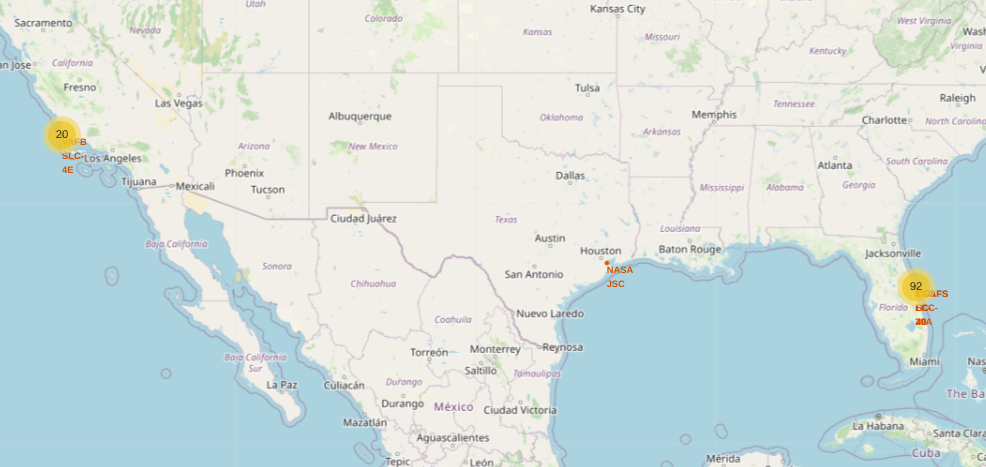 Sacramento
Utah
Kansas City
Nevada
Colorado
West Virginia
Kansas
Missouri
Virginia
Kentucky
California
Fresno
Las Vegas
Tulsa
Raleigh
Albuquerque
Oklahoma
Memphis
Tennessee
Charlotte
North Carolina
20
SLC-
4E
Los Angeles
Arizona
New Mexico
Arkansas
Phoenix
Dallas
Atlanta
South Carolina
Tijuana
Mexicali
Tucson
Mississippi
Alabama
Georgia
Ciudad Juárez
Texas
Louisiana
Baja California
Austin
Houston
Baton Rouge
Jacksonville
Sonora
San Antonio
NASA
JSC
Chihuahua
92
Florida
Nuevo Laredo
Coahuila
Torreón
Monterrey
Reynosa
Miami
Baja California
Sur
Saltillo
Tamaulipas
La Paz
Culiacán
Durango
Durango
México
Ciudad Victoria
Mazatlán
La Habana
Santa Clara
Aguascalientes
Cuba
Tepic
León
Mérida